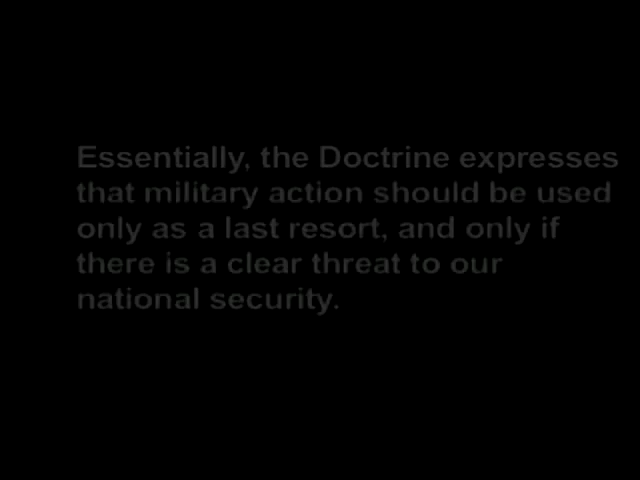 Essentially, the Doctrine expresses
that military action should be used
only as a last resort, and only if
there is a clear threat to our
national security.